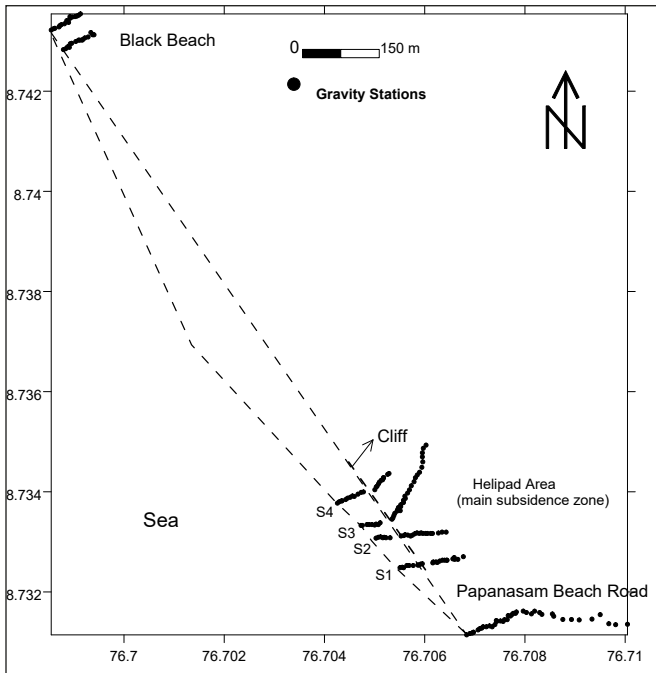 Black Beach
0 150 m
Gravity Stations
N
8.742
8.74
8.738
8.736
8.734
8.732
Cliff
Helipad Area
(main subsidence zone)
Sea
S4
S3
S2
S1
Papanasam Beach Road
76.7 76.702 76.704 76.706 76.708 76.71